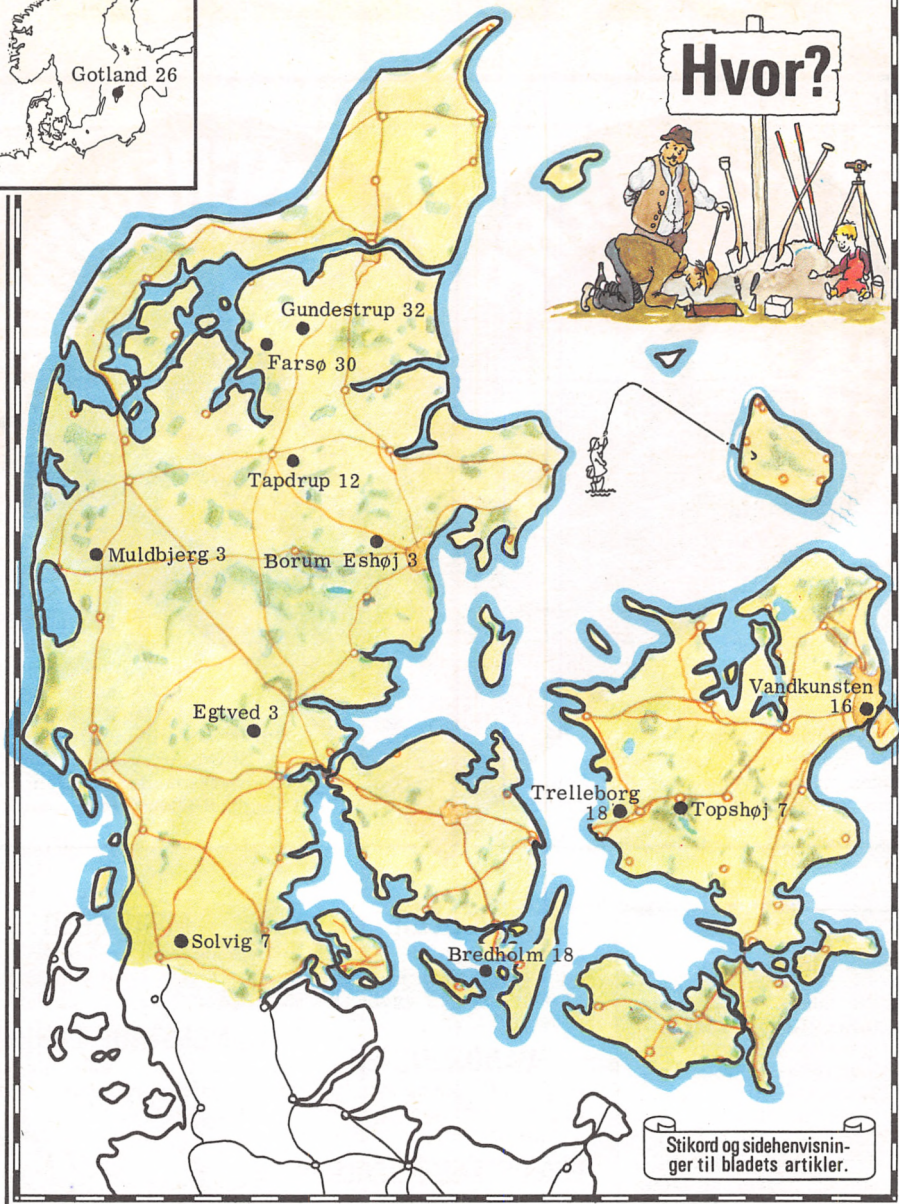 Gotland 26
Hvor?
Gundestrup 32
Farsø 30
Tapdrup 12
Muldbjerg 3
Borum Eshøj 3
Egtved 3
Vandkunsten
16
Trelleborg
18
Topshøj 7
Solvig 7
Bredholm 18
Stikord og sidehenvisnin-
ger til bladets artikler.